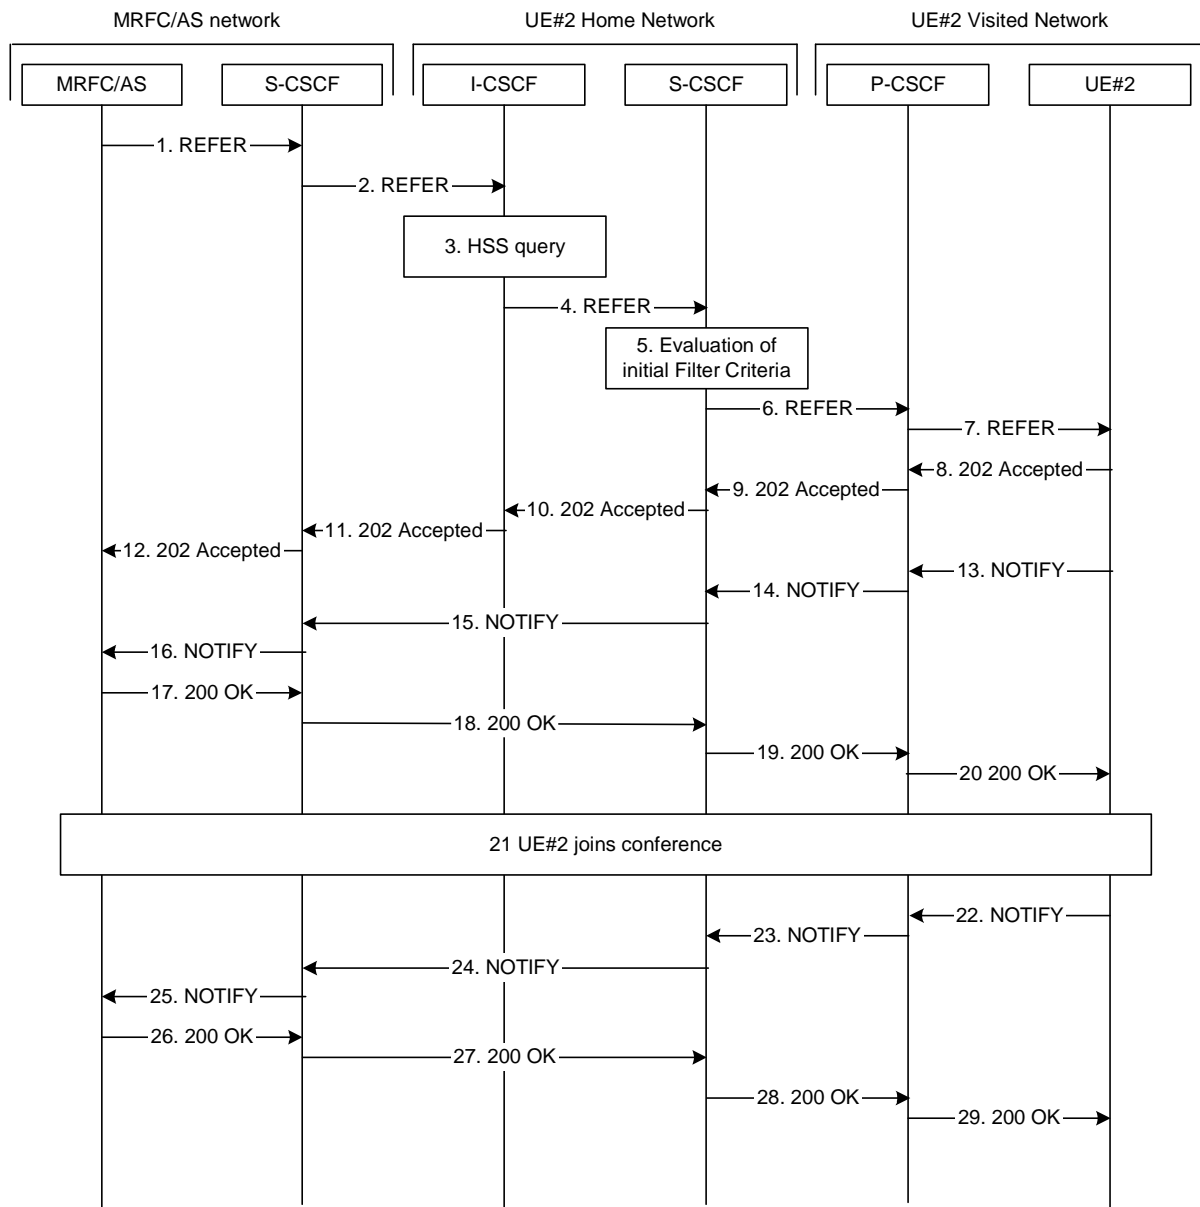 MRFC/AS network
UE#2 Home Network
UE#2 Visited Network
MRFC/AS
S-CSCF
I-CSCF
S-CSCF
P-CSCF
UE#2
1. REFER
2. REFER
3. HSS query
4. REFER
5. Evaluation of
initial Filter Criteria
6. REFER
7. REFER
8. 202 Accepted
9. 202 Accepted
10. 202 Accepted
11. 202 Accepted
12. 202 Accepted
13. NOTIFY
14. NOTIFY
15. NOTIFY
16. NOTIFY
17. 200 OK
18. 200 OK
19. 200 OK
20 200 OK
21 UE#2 joins conference
22. NOTIFY
23. NOTIFY
24. NOTIFY
25. NOTIFY
26. 200 OK
27. 200 OK
28. 200 OK
29. 200 OK